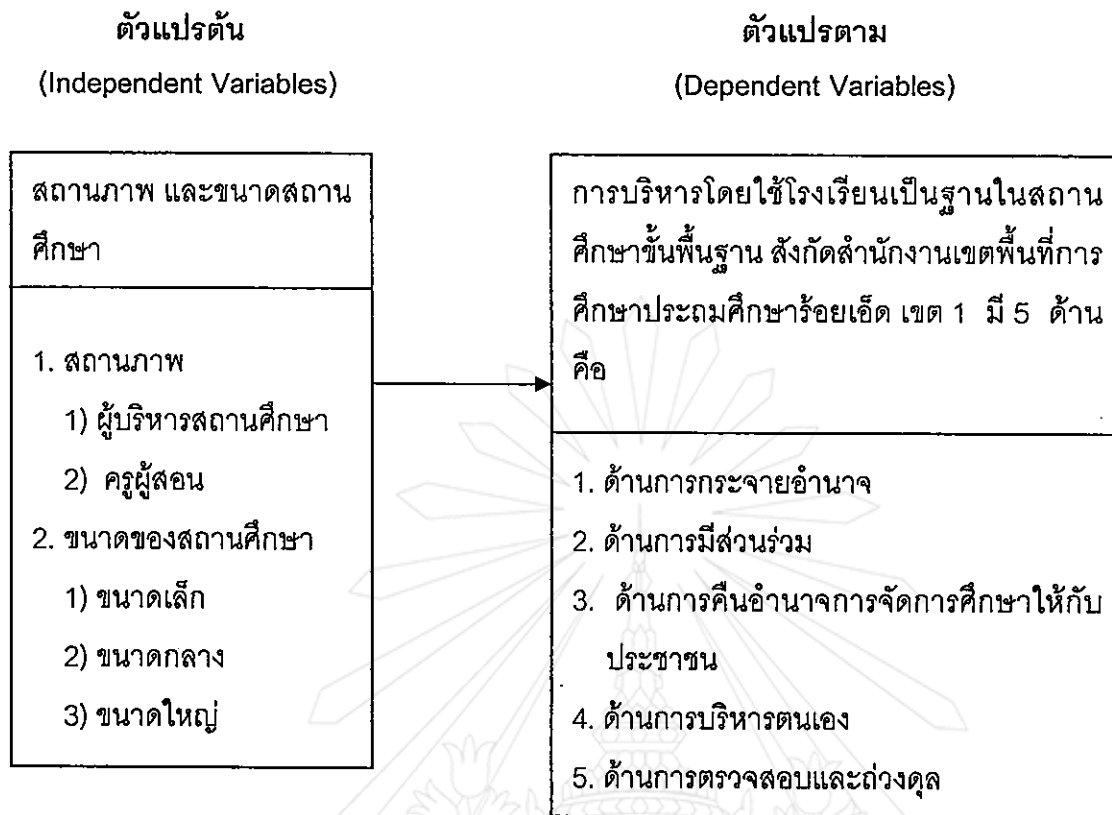 ตัวแปรต้น
(Independent Variables)
สถานภาพ และขนาดสถาน
ศึกษา
1. สถานภาพ
1) ผู้บริหารสถานศึกษา
2) ครูผู้สอน
2. ขนาดของสถานศึกษา
1) ขนาดเล็ก
2) ขนาดกลาง
3) ขนาดใหญ่
ตัวแปรตาม
(Dependent Variables)
การบริหารโดยใช้โรงเรียนเป็นฐานในสถาน
ศึกษาขั้นพื้นฐาน สังกัดสำนักงานเขตพื้นที่การ
ศึกษาประถมศึกษาร้อยเอ็ด เขต 1 มี 5 ด้าน
คือ
1. ด้านการกระจายอำนาจ
2. ด้านการมีส่วนร่วม
3. ด้านการคืนอำนาจการจัดการศึกษาให้กับ
ประชาชน
4. ด้านการบริหารตนเอง
5. ด้านการตรวจสอบและถ่วงดุล